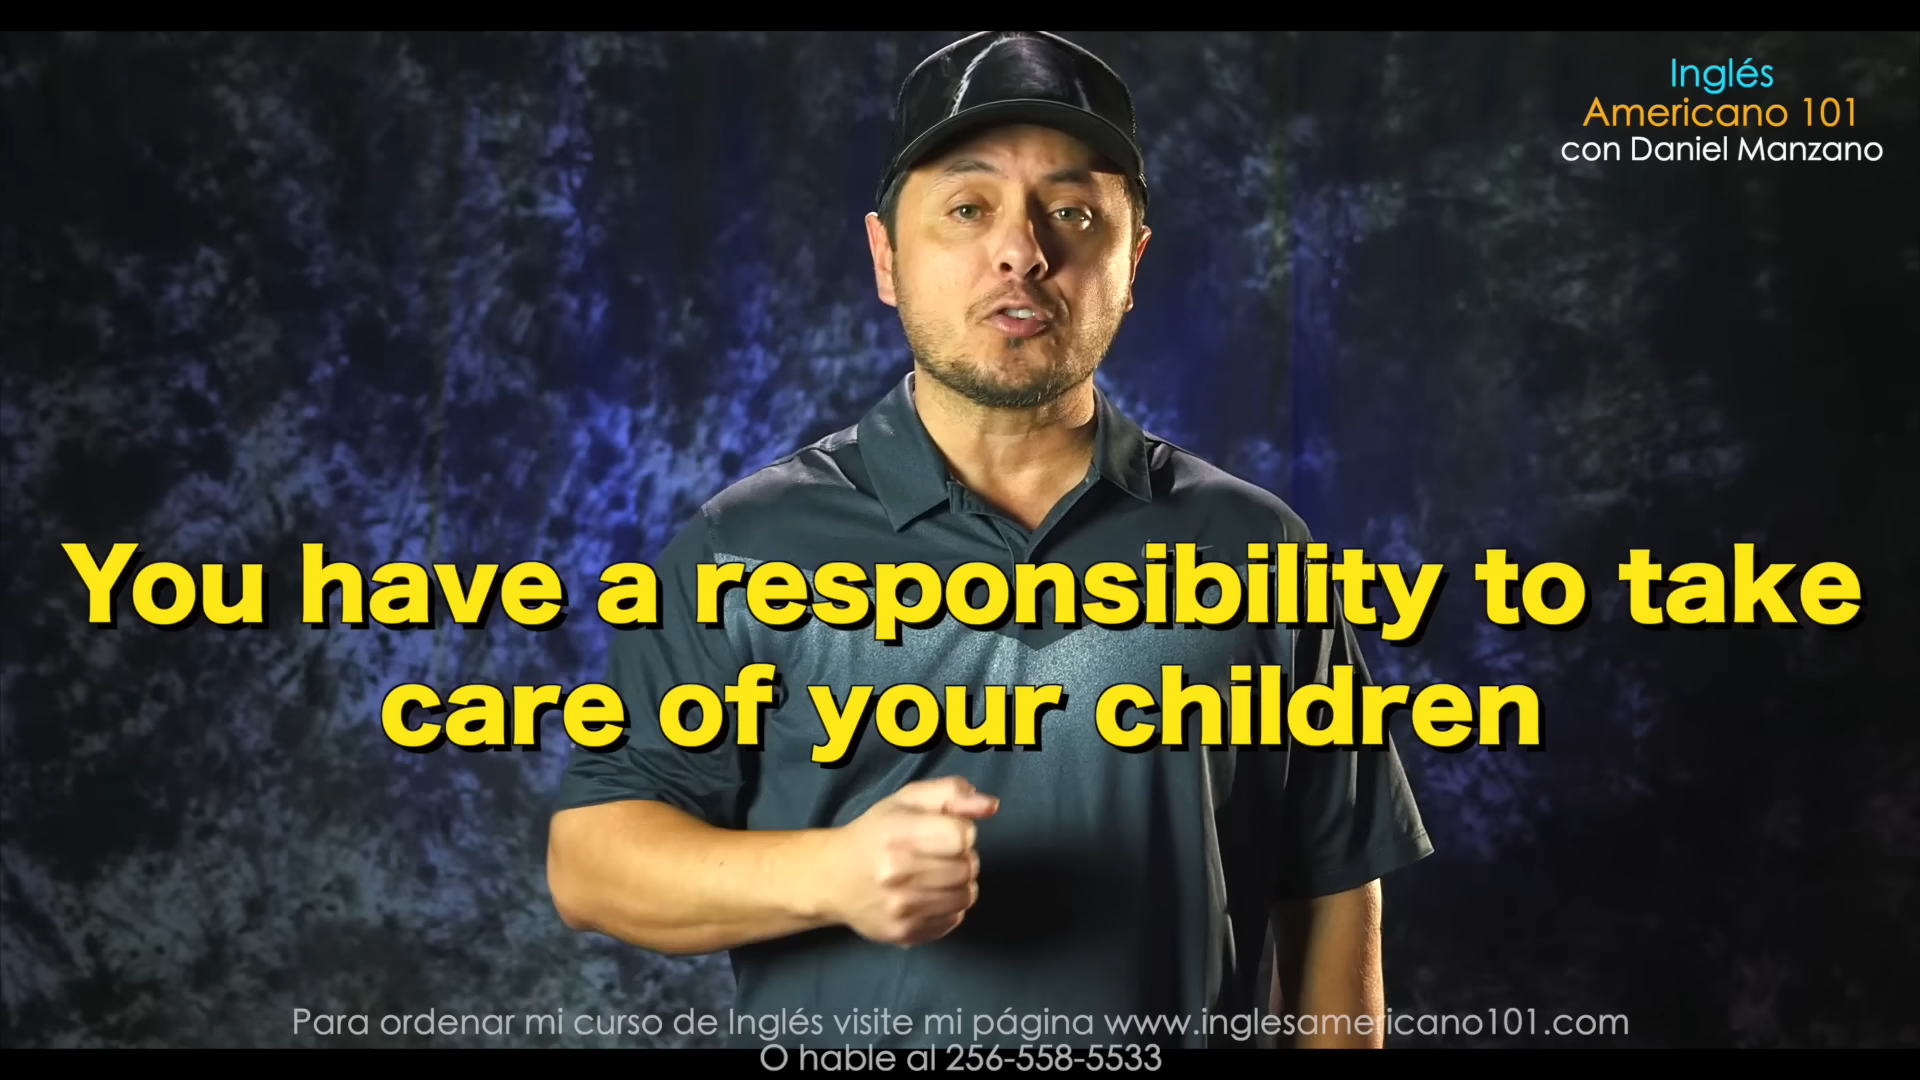 Inglés
Americano 101
con Daniel Manzano
You have a responsibility to take
care of your children
Para ordenar mi curso de Inglés visite mi página www.inglesamericano101.com
O hable al 256-558-5533